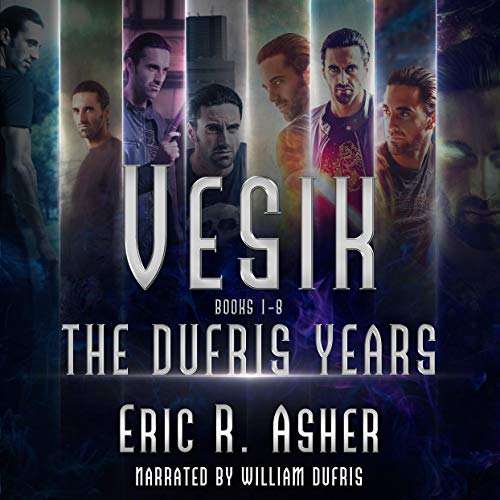 VESIK
BOOKS 1-8
THE DUFRIS YEARS
ERIC R. ASHER
NARRATED BY WILLIAM DUFRIS